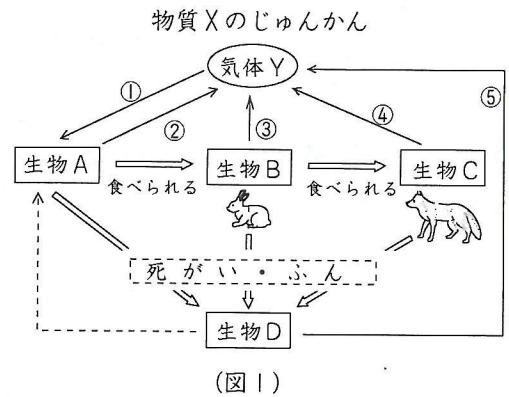 物質Xのじゅんかん
気体Y
①
②
③
④
⑤
生物A
食べられる
生物B
食べられる
生物C
死がい・ふん
生物D
(図1)